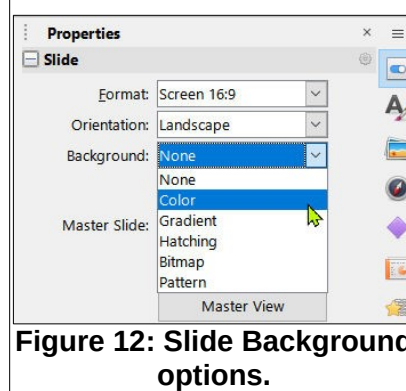 Properties
Slide
Format: Screen 16:9
Orientation: Landscape
Background: None
None
Color
Master Slide: Gradient
Hatching
Bitmap
Pattern
Master View
Figure 12: Slide Background
options.